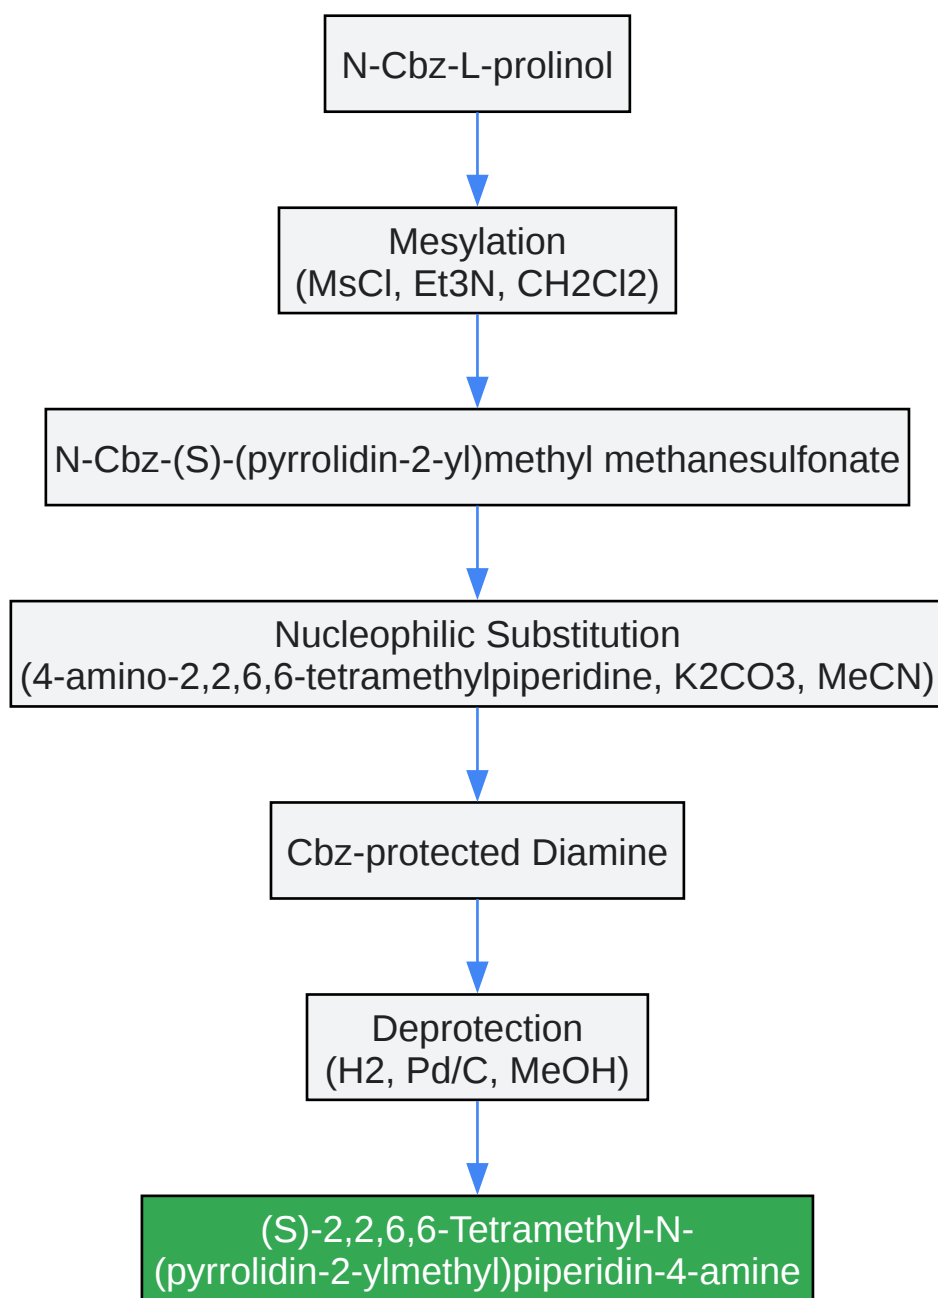 N-Cbz-L-prolinol
Mesylation
(MsCl, Et3N, CH2Cl2)
N-Cbz-(S)-(pyrrolidin-2-yl)methyl methanesulfonate
Nucleophilic Substitution
(4-amino-2,2,6,6-tetramethylpiperidine, K2CO3, MeCN)
Cbz-protected Diamine
Deprotection
(H2, Pd/C, MeOH)
(S)-2,2,6,6-Tetramethyl-N-
(pyrrolidin-2-ylmethyl)piperidin-4-amine